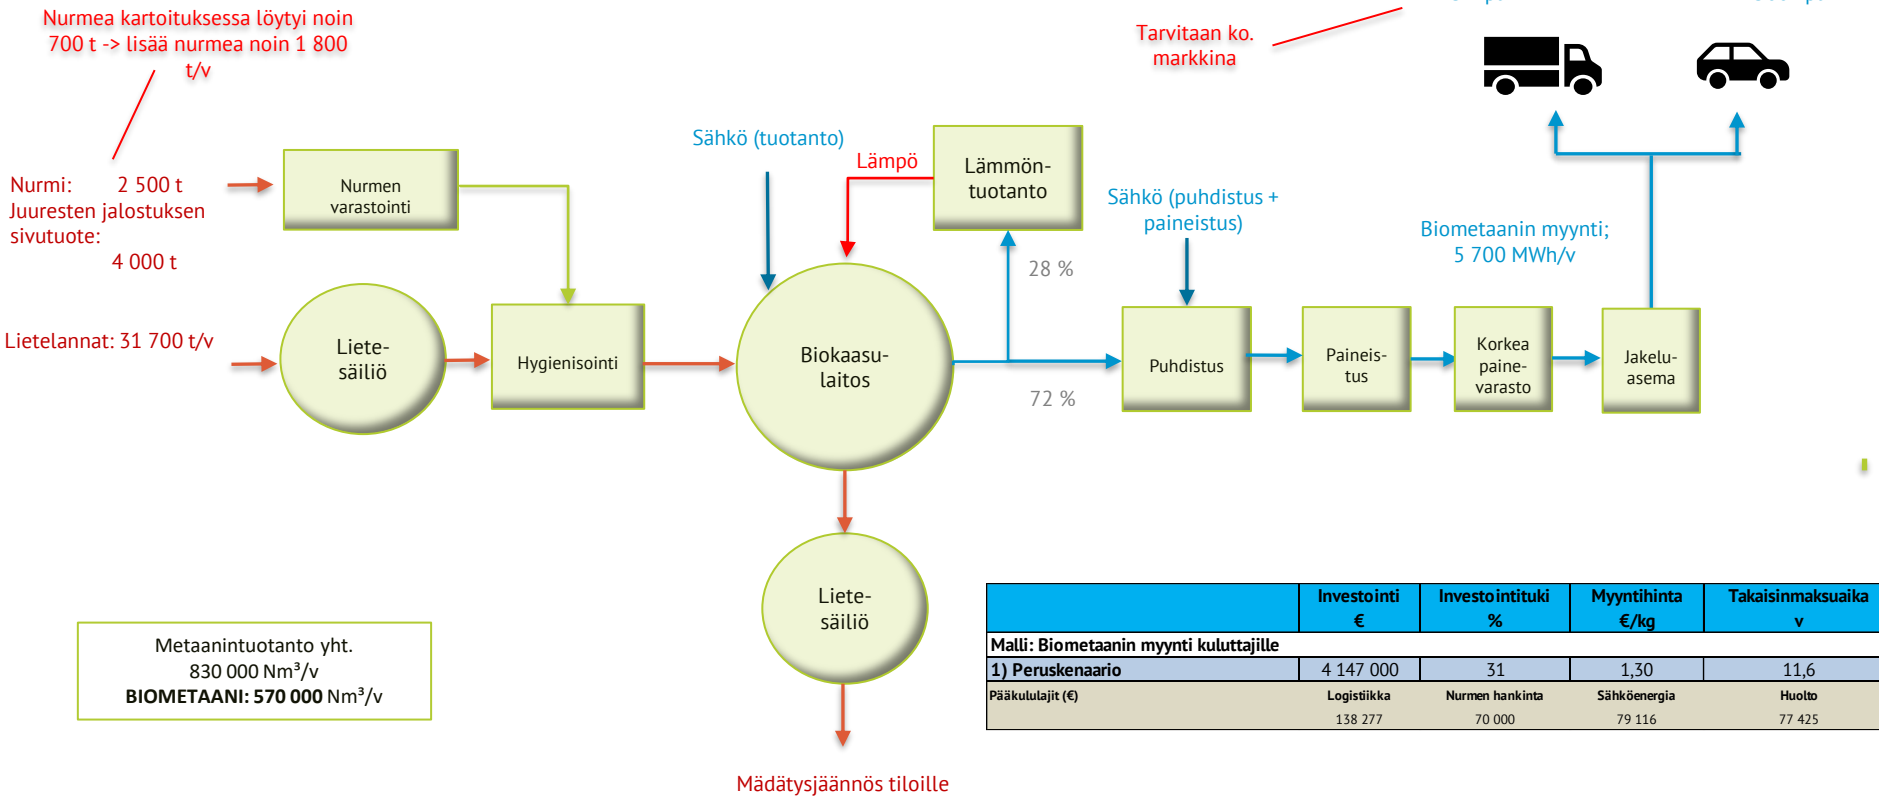 Nurmea kartoituksessa löytyi noin
700 t -> lisää nurmea noin 1 800
t/v
Tarvitaan ko.
markkina
Sähkö (tuotanto)
Lämpö
Lämmön-
tuotanto
Nurmi: 2 500 t
Juuresten jalostuksen
sivutuote:
4 000 t
Nurmen
varastointi
Sähkö (puhdistus +
paineistus)
Biometaanin myynti;
5 700 MWh/v
28 %
Lietelannat: 31 700 t/v
Liete-
säiliö
Hygienisointi
Biokaasu-
laitos
72 %
Puhdistus
Paineis-
tus
Korkea
paine-
varasto
Jakelu-
asema
Liete-
säiliö
Metaanintuotanto yht.
830 000 Nm³/v
BIOMETAANI: 570 000 Nm³/v
Investointi Investointituki Myyntihinta Takaisinmaksuaika
€ % €/kg v
Malli: Biometaanin myynti kuluttajille
1) Peruskenaario 4 147 000 31 1,30 11,6
Pääkululajit (€) Logistiikka Nurmen hankinta Sähköenergia Huolto
138 277 70 000 79 116 77 425
Mädätysjäännös tiloille